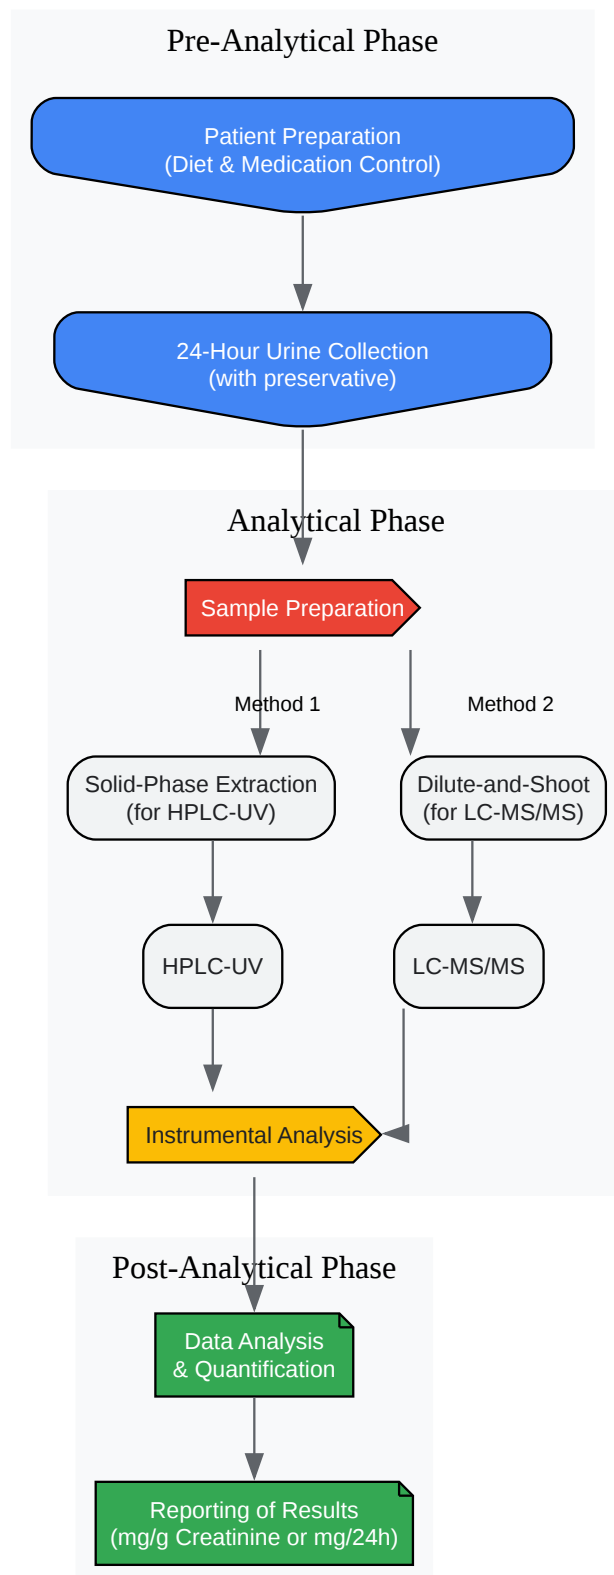 Pre-Analytical Phase
Patient Preparation
(Diet & Medication Control)
24-Hour Urine Collection
(with preservative)
Analytical Phase
Sample Preparation
Method 1
Method 2
Solid-Phase Extraction
(for HPLC-UV)
Dilute-and-Shoot
(for LC-MS/MS)
HPLC-UV
LC-MS/MS
Instrumental Analysis
Post-Analytical Phase
Data Analysis
& Quantification
Reporting of Results
(mg/g Creatinine or mg/24h)